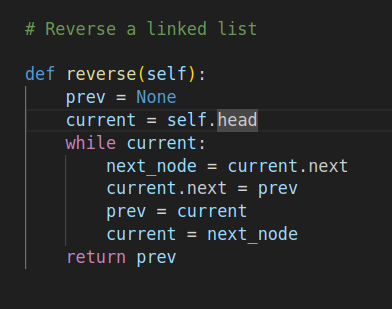 # Reverse a linked list
def reverse(self):
    prev = None
    current = self.head
    while current:
        next_node = current.next
        current.next = prev
        prev = current
        current = next_node
    return prev